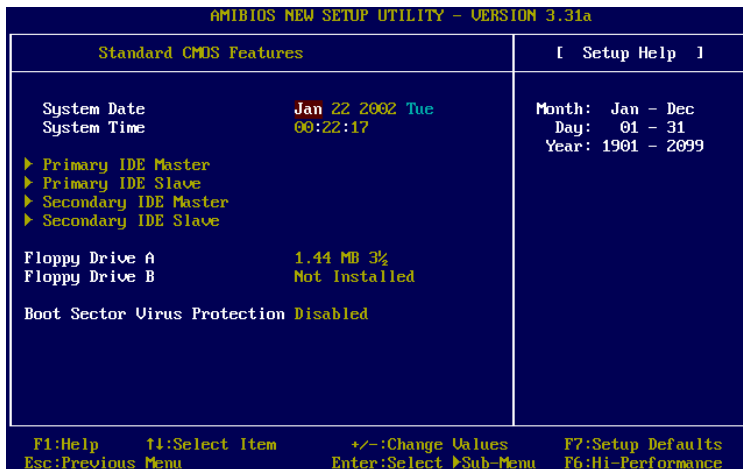 AMIBIOS NEW SETUP UTILITY - VERSION 3.31a
Standard CMOS Features
[ Setup Help ]
System Date Jan 22 2002 Tue
System Time 00:22:17
Month: Jan - Dec
Day: 01 - 31
Year: 1901 - 2099
▶ Primary IDE Master
▶ Primary IDE Slave
▶ Secondary IDE Master
▶ Secondary IDE Slave
Floppy Drive A 1.44 MB 3½
Floppy Drive B Not Installed
Boot Sector Virus Protection Disabled
F1:Help ↑↓:Select Item +/-:Change Values F7:Setup Defaults
Esc:Previous Menu Enter:Select ▶Sub-Menu F6:Hi-Performance